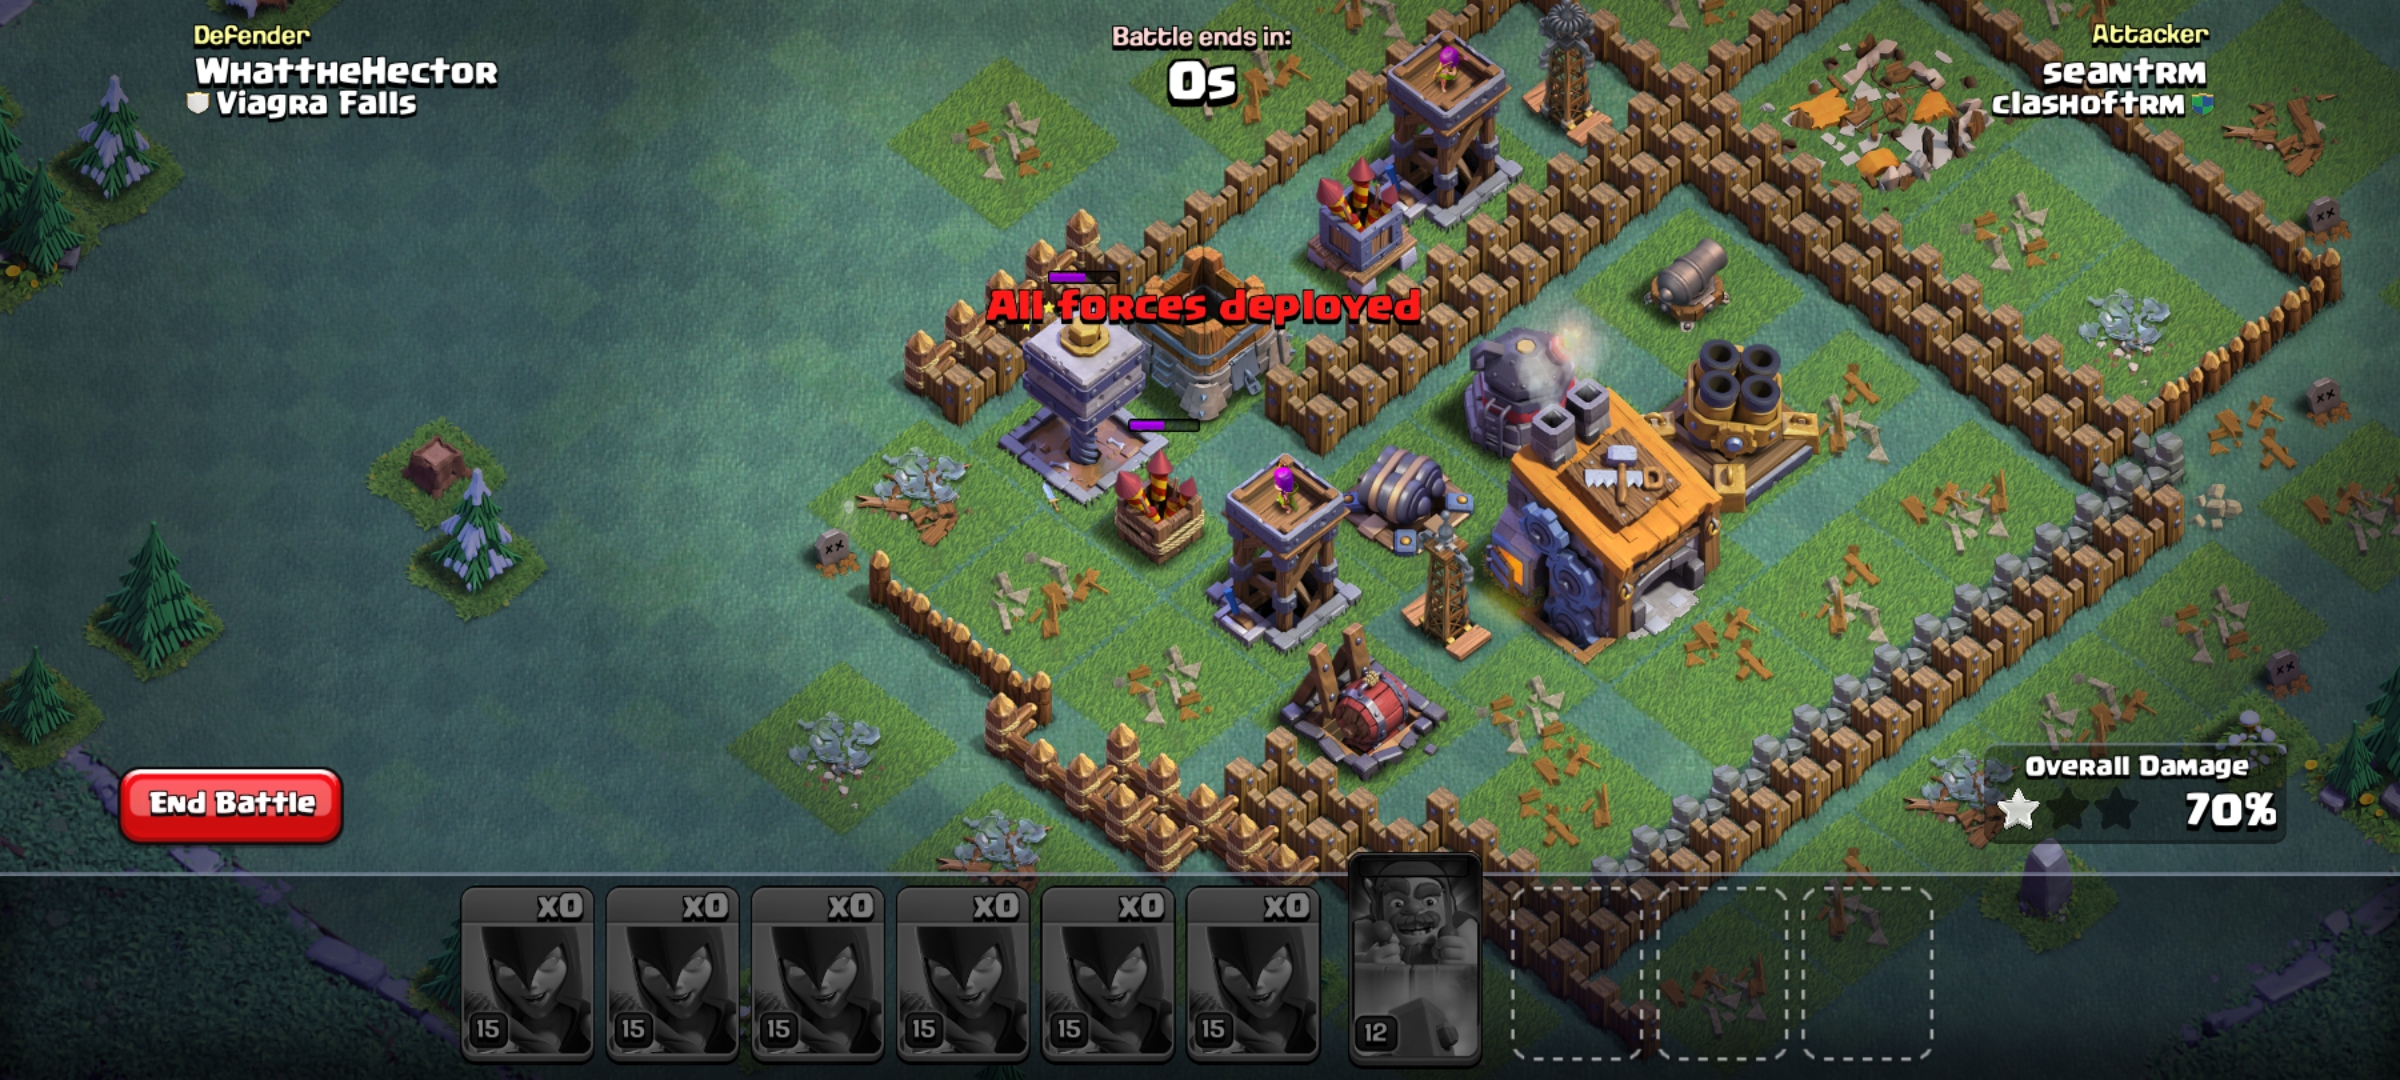 Defender
WHaTTHeHecTOR
Viagra Falls
Battle ends in:
0s
Attacker
seanTRM
clasHofTRM
All forces deployed
End Battle
Overall Damage
70%
x0
x0
x0
x0
x0
x0
15
15
15
15
15
15
12